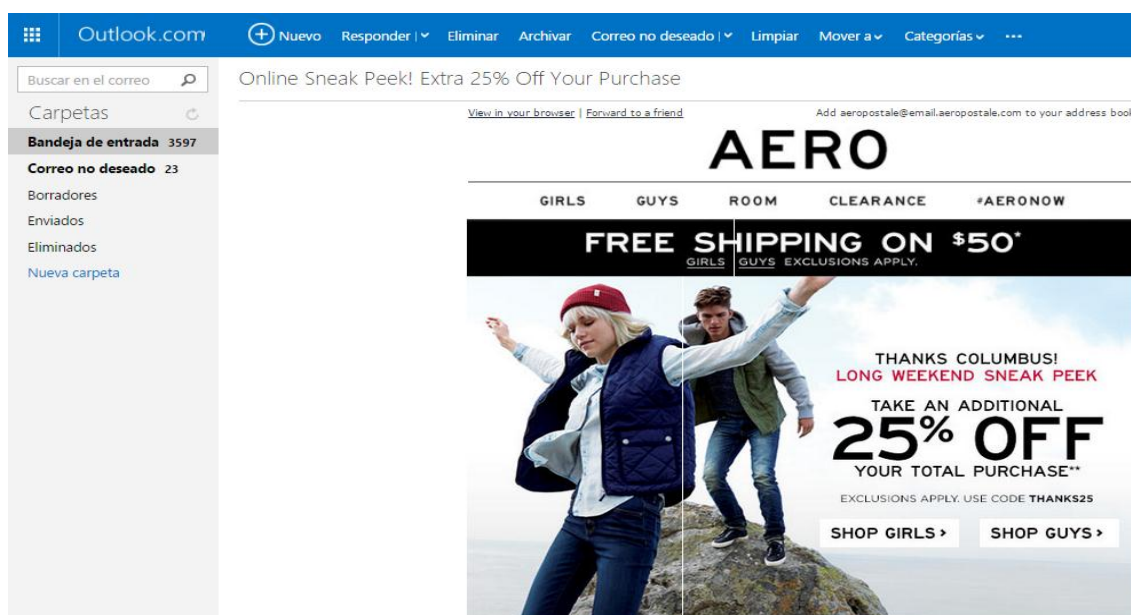 Outlook.com
Nuevo Responder Eliminar Archivar Correo no deseado Limpiar Mover a Categorías ...
Buscar en el correo
Carpetas
Bandeja de entrada 3597
Correo no deseado 23
Borradores
Enviados
Eliminados
Nueva carpeta
Online Sneak Peek! Extra 25% Off Your Purchase
View in your browser | Forward to a friend
Add aeropostale@email.aeropostale.com to your address book
AERO
GIRLS GUYS ROOM CLEARANCE #AERONOW
FREE SHIPPING ON $50*
GIRLS GUYS EXCLUSIONS APPLY.
THANKS COLUMBUS!
LONG WEEKEND SNEAK PEEK
TAKE AN ADDITIONAL
25% OFF
YOUR TOTAL PURCHASE**
EXCLUSIONS APPLY. USE CODE THANKS25
SHOP GIRLS > SHOP GUYS >